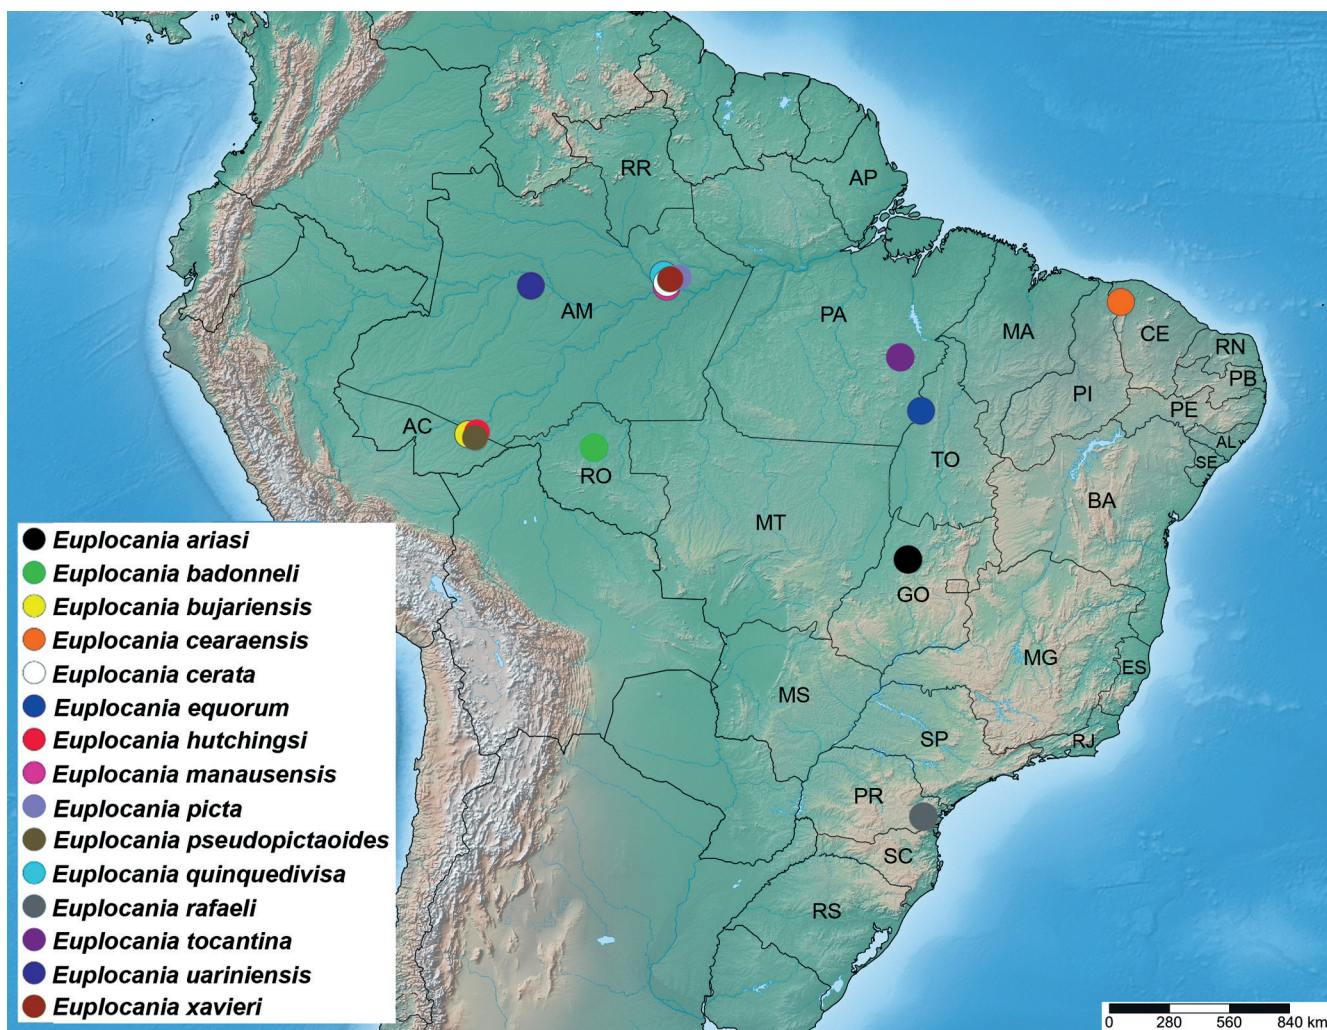 RR
AP
AM
PA
MA
CE
RN
PB
PI
PE
AC
AL
SE
TO
RO
BA
MT
GO
MG
ES
MS
SP
RJ
PR
SC
RS
Euplocania ariasi
Euplocania badonneli
Euplocania bujariensis
Euplocania cearaensis
Euplocania cerata
Euplocania equorum
Euplocania hutchingsi
Euplocania manausensis
Euplocania picta
Euplocania pseudopictaoides
Euplocania quinquedivisa
Euplocania rafaeli
Euplocania tocantina
Euplocania uariniensis
Euplocania xavieri
0 280 560 840 km